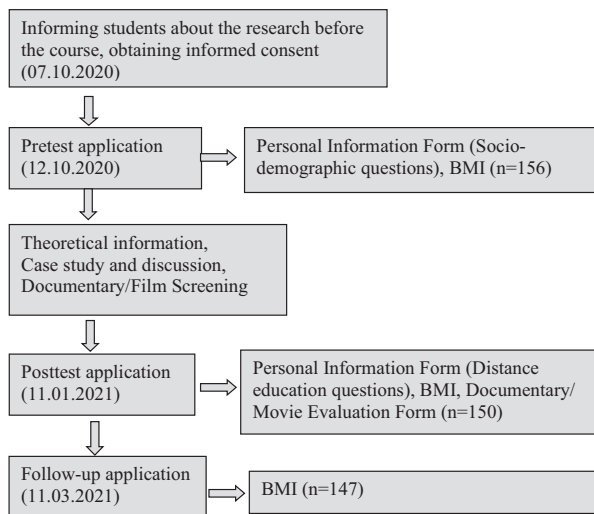 Informing students about the research before
the course, obtaining informed consent
(07.10.2020)
Pretest application
(12.10.2020)
Personal Information Form (Socio-
demographic questions), BMI (n=156)
Theoretical information,
Case study and discussion,
Documentary/Film Screening
Posttest application
(11.01.2021)
Personal Information Form (Distance
education questions), BMI, Documentary/
Movie Evaluation Form (n=150)
Follow-up application
(11.03.2021)
BMI (n=147)